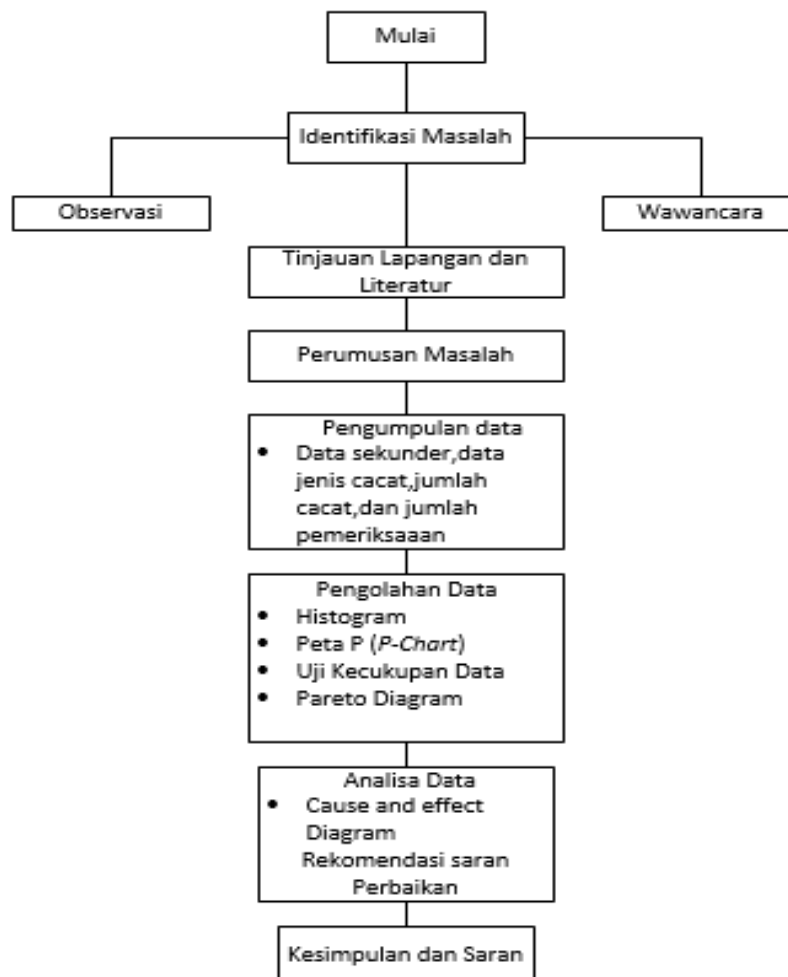 Mulai
Identifikasi Masalah
Observasi
Wawancara
Tinjauan Lapangan dan
Literatur
Perumusan Masalah
Pengumpulan data
• Data sekunder,data
jenis cacat,jumlah
cacat,dan jumlah
pemeriksaaan
Pengolahan Data
• Histogram
• Peta P (P-Chart)
• Uji Kecukupan Data
• Pareto Diagram
Analisa Data
• Cause and effect
Diagram
Rekomendasi saran
Perbaikan
Kesimpulan dan Saran